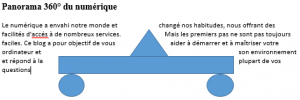 Panorama 360° du numérique
Le numérique a envahi notre monde et changé nos habitudes, nous offrant des
facilités d'accés à de nombreux services. Mais les premiers pas ne sont pas toujours
faciles. Ce blog a pour objectif de vous aider à démarrer et à maîtriser votre
ordinateur et son environnement
et répond à la plupart de vos
questions